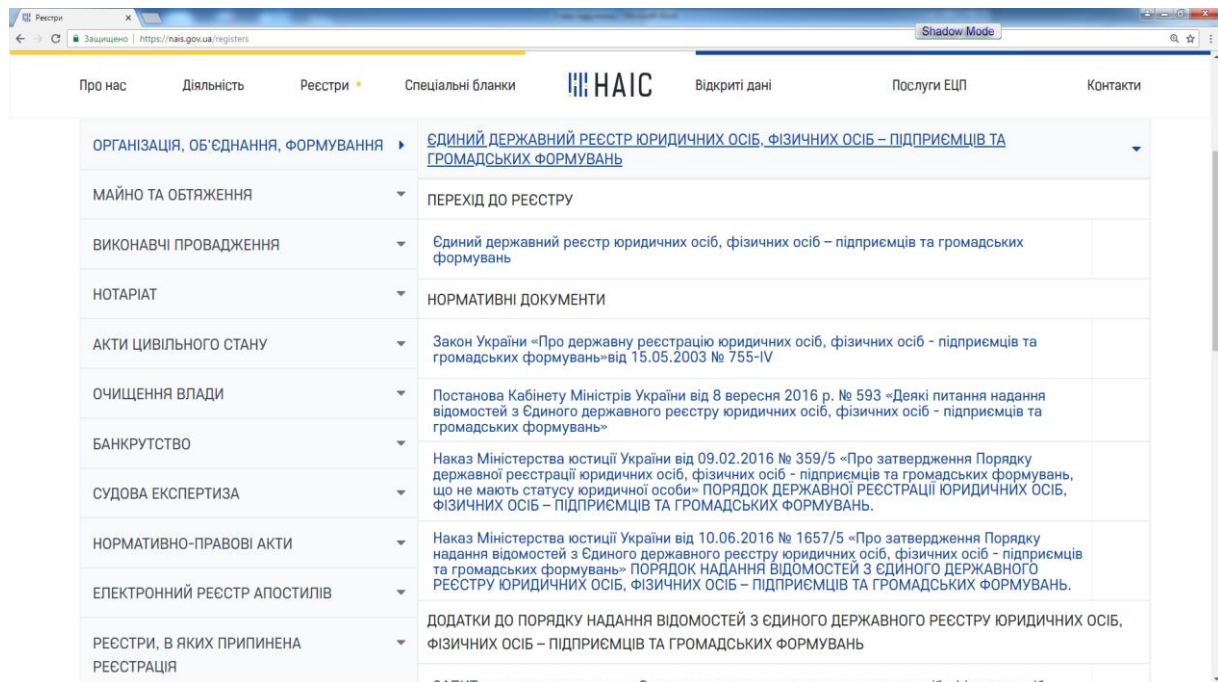 Реєстри
Shadow Mode
Защищено | https://nais.gov.ua/registers
Про нас
Діяльність
Реєстри
Спеціальні бланки
НАІС
Відкриті дані
Послуги ЕЦП
Контакти
ОРГАНІЗАЦІЯ, ОБ'ЄДНАННЯ, ФОРМУВАННЯ
МАЙНО ТА ОБТЯЖЕННЯ
ВИКОНАВЧІ ПРОВАДЖЕННЯ
НОТАРІАТ
АКТИ ЦИВІЛЬНОГО СТАНУ
ОЧИЩЕННЯ ВЛАДИ
БАНКРУТСТВО
СУДОВА ЕКСПЕРТИЗА
НОРМАТИВНО-ПРАВОВІ АКТИ
ЕЛЕКТРОННИЙ РЕЄСТР АПОСТИЛІВ
РЕЄСТРИ, В ЯКИХ ПРИПИНЕНА
РЕЄСТРАЦІЯ
ЄДИНИЙ ДЕРЖАВНИЙ РЕЄСТР ЮРИДИЧНИХ ОСІБ, ФІЗИЧНИХ ОСІБ – ПІДПРИЄМЦІВ ТА
ГРОМАДСЬКИХ ФОРМУВАНЬ
ПЕРЕХІД ДО РЕЄСТРУ
Єдиний державний реєстр юридичних осіб, фізичних осіб – підприємців та громадських
формувань
НОРМАТИВНІ ДОКУМЕНТИ
Закон України «Про державну реєстрацію юридичних осіб, фізичних осіб - підприємців та
громадських формувань»від 15.05.2003 № 755-IV
Постанова Кабінету Міністрів України від 8 вересня 2016 р. № 593 «Деякі питання надання
відомостей з Єдиного державного реєстру юридичних осіб, фізичних осіб - підприємців та
громадських формувань»
Наказ Міністерства юстиції України від 09.02.2016 № 359/5 «Про затвердження Порядку
державної реєстрації юридичних осіб, фізичних осіб - підприємців та громадських формувань,
що не мають статусу юридичної особи» ПОРЯДОК ДЕРЖАВНОЇ РЕЄСТРАЦІЇ ЮРИДИЧНИХ ОСІБ,
ФІЗИЧНИХ ОСІБ – ПІДПРИЄМЦІВ ТА ГРОМАДСЬКИХ ФОРМУВАНЬ.
Наказ Міністерства юстиції України від 10.06.2016 № 1657/5 «Про затвердження Порядку
надання відомостей з Єдиного державного реєстру юридичних осіб, фізичних осіб - підприємців
та громадських формувань» ПОРЯДОК НАДАННЯ ВІДОМОСТЕЙ З ЄДИНОГО ДЕРЖАВНОГО
РЕЄСТРУ ЮРИДИЧНИХ ОСІБ, ФІЗИЧНИХ ОСІБ – ПІДПРИЄМЦІВ ТА ГРОМАДСЬКИХ ФОРМУВАНЬ.
ДОДАТКИ ДО ПОРЯДКУ НАДАННЯ ВІДОМОСТЕЙ З ЄДИНОГО ДЕРЖАВНОГО РЕЄСТРУ ЮРИДИЧНИХ ОСІБ,
ФІЗИЧНИХ ОСІБ – ПІДПРИЄМЦІВ ТА ГРОМАДСЬКИХ ФОРМУВАНЬ